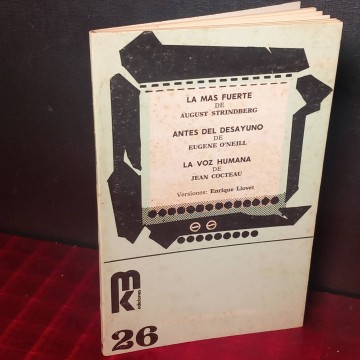 LA MAS FUERTE
DE
AUGUST STRINDBERG
ANTES DEL DESAYUNO
DE
EUGENE O'NEILL
LA VOZ HUMANA
DE
JEAN COCTEAU
Versiones: Enrique Llovet
mk
ediciones
26